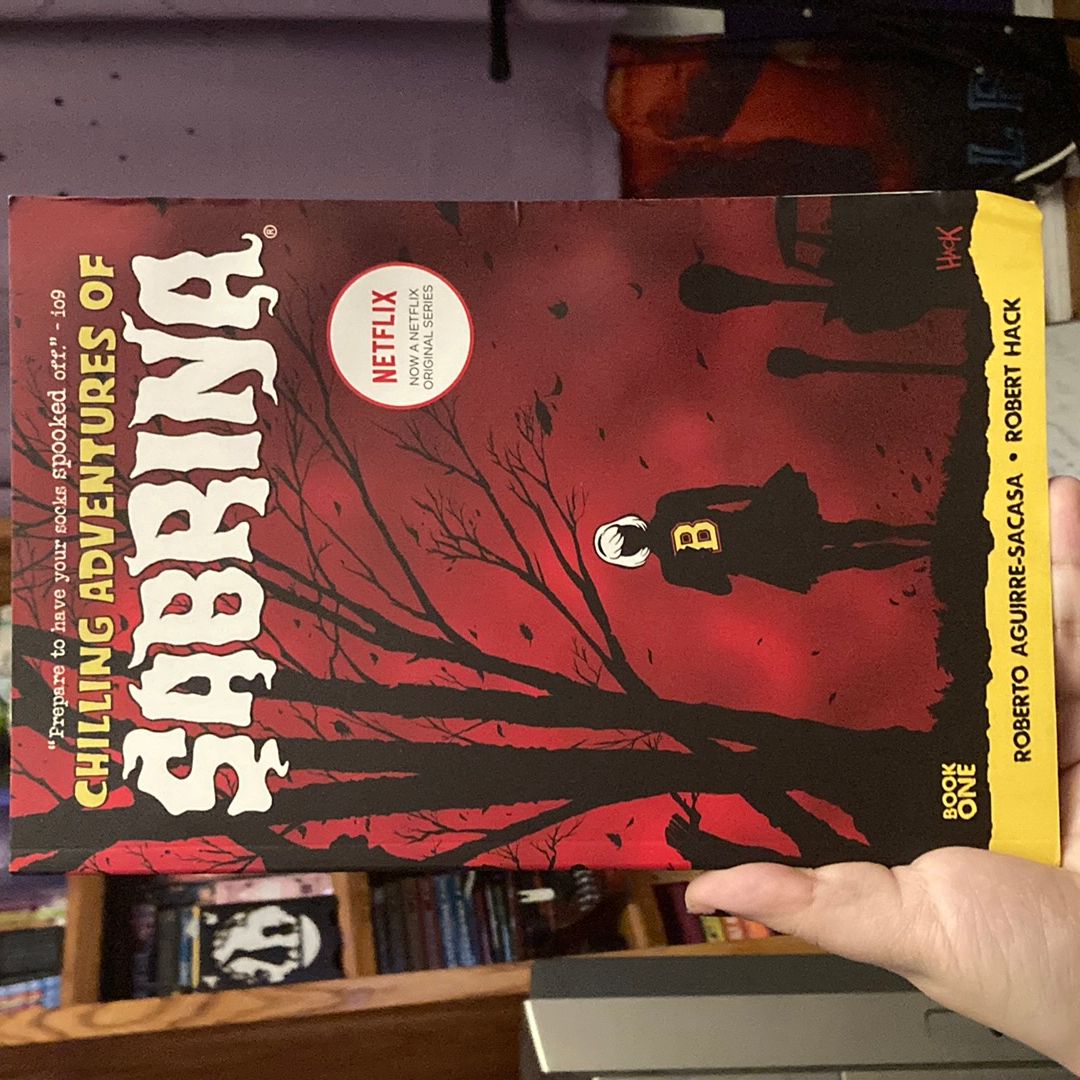 "Prepare to have your socks spooked off." - io9
CHILLING ADVENTURES OF
SABRINA®
NETFLIX
NOW A NETFLIX
ORIGINAL SERIES
B
HACK
BOOK
ONE
ROBERTO AGUIRRE-SACASA • ROBERT HACK